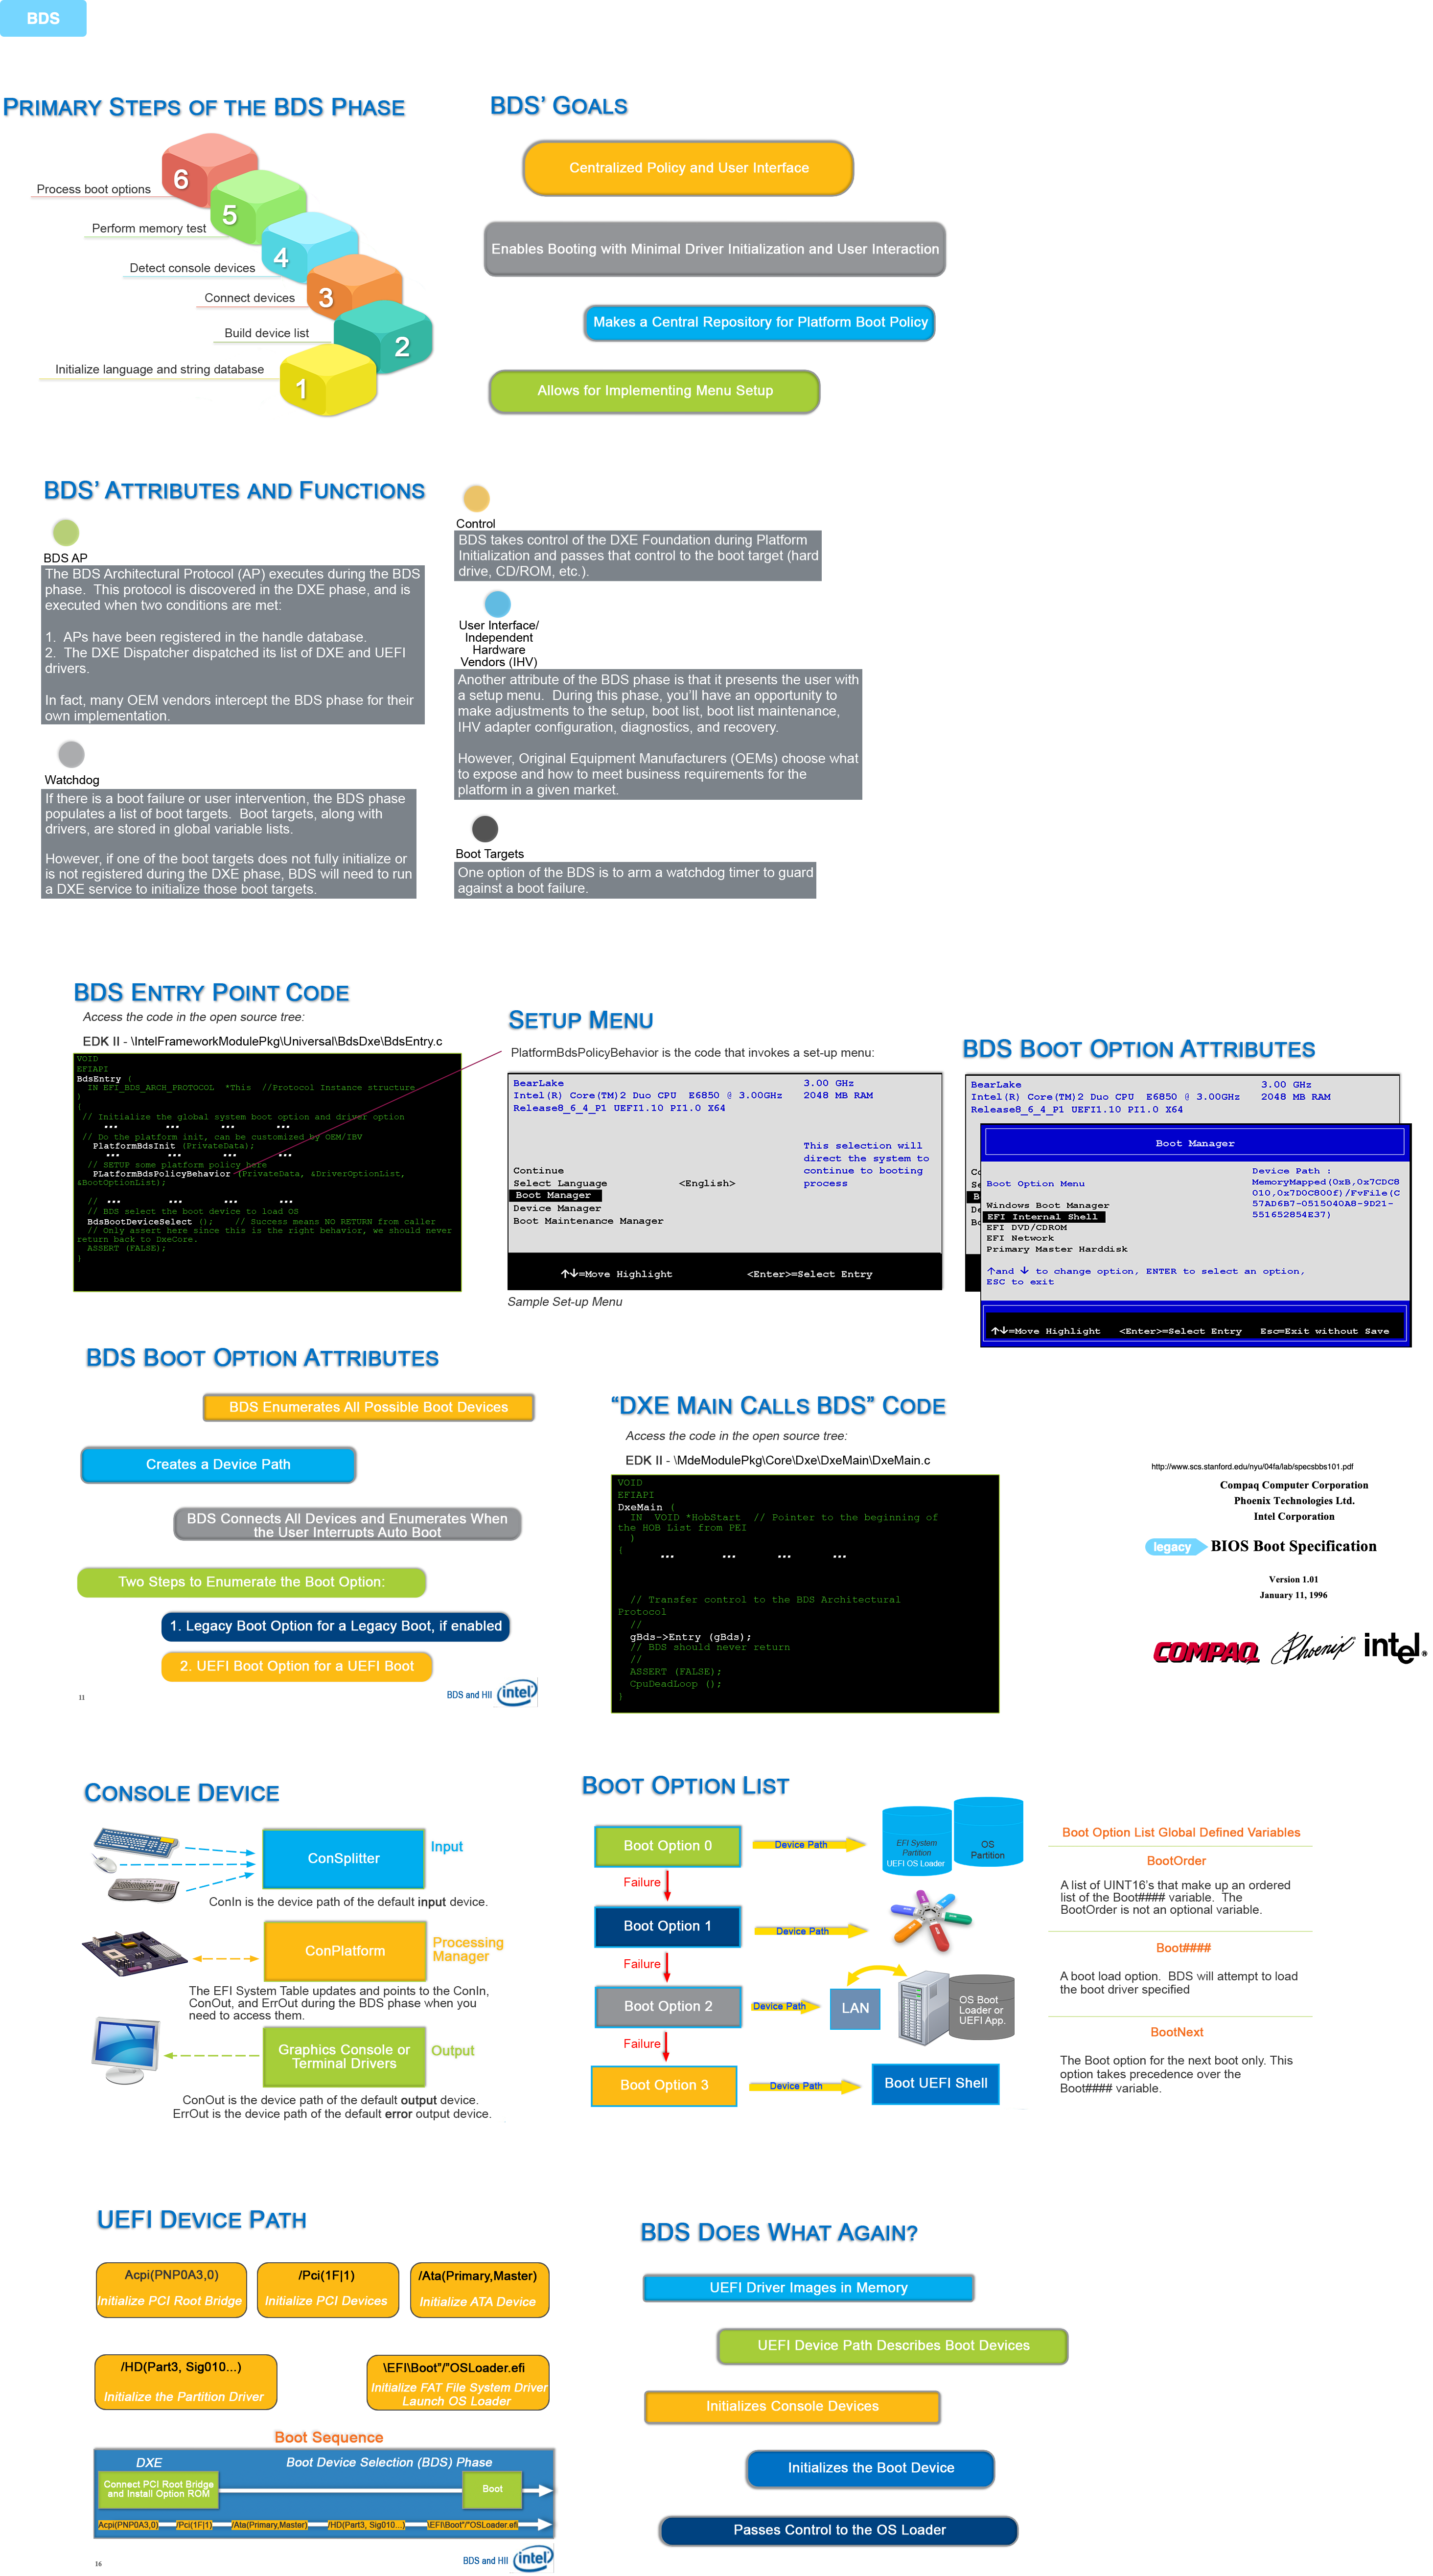 BDS
PRIMARY STEPS OF THE BDS PHASE
6
Process boot options
5
Perform memory test
4
Detect console devices
3
Connect devices
2
Build device list
1
Initialize language and string database
BDS’ GOALS
Centralized Policy and User Interface
Enables Booting with Minimal Driver Initialization and User Interaction
Makes a Central Repository for Platform Boot Policy
Allows for Implementing Menu Setup
BDS’ ATTRIBUTES AND FUNCTIONS
BDS AP
The BDS Architectural Protocol (AP) executes during the BDS
phase. This protocol is discovered in the DXE phase, and is
executed when two conditions are met:
1. APs have been registered in the handle database.
2. The DXE Dispatcher dispatched its list of DXE and UEFI
drivers.
In fact, many OEM vendors intercept the BDS phase for their
own implementation.
Watchdog
If there is a boot failure or user intervention, the BDS phase
populates a list of boot targets. Boot targets, along with
drivers, are stored in global variable lists.
However, if one of the boot targets does not fully initialize or
is not registered during the DXE phase, BDS will need to run
a DXE service to initialize those boot targets.
Control
BDS takes control of the DXE Foundation during Platform
Initialization and passes that control to the boot target (hard
drive, CD/ROM, etc.).
User Interface/
Independent
Hardware
Vendors (IHV)
Another attribute of the BDS phase is that it presents the user with
a setup menu. During this phase, you’ll have an opportunity to
make adjustments to the setup, boot list, boot list maintenance,
IHV adapter configuration, diagnostics, and recovery.
However, Original Equipment Manufacturers (OEMs) choose what
to expose and how to meet business requirements for the
platform in a given market.
Boot Targets
One option of the BDS is to arm a watchdog timer to guard
against a boot failure.
BDS ENTRY POINT CODE
Access the code in the open source tree:
EDK II - \IntelFrameworkModulePkg\Universal\BdsDxe\BdsEntry.c
VOID
EFIAPI
BdsEntry (
IN EFI_BDS_ARCH_PROTOCOL *This //Protocol Instance structure
)
{
// Initialize the global system boot option and driver option
... ... ... ...
// Do the platform init, can be customized by OEM/IBV
PlatformBdsInit (PrivateData);
... ... ... ...
// SETUP some platform policy here
PLatformBdsPolicyBehavior (PrivateData, &DriverOptionList,
&BootOptionList);
// ... ... ... ...
// BDS select the boot device to load OS
BdsBootDeviceSelect (); // Success means NO RETURN from caller
// Only assert here since this is the right behavior, we should never
return back to DxeCore.
ASSERT (FALSE);
}
SETUP MENU
PlatformBdsPolicyBehavior is the code that invokes a set-up menu:
BearLake 3.00 GHz
Intel(R) Core(TM)2 Duo CPU E6850 @ 3.00GHz 2048 MB RAM
Release8_6_4_P1 UEFI1.10 PI1.0 X64
This selection will
direct the system to
continue to booting
process
Continue
Select Language <English>
Boot Manager
Device Manager
Boot Maintenance Manager
↑↓=Move Highlight <Enter>=Select Entry
Sample Set-up Menu
BDS BOOT OPTION ATTRIBUTES
BearLake 3.00 GHz
Intel(R) Core(TM)2 Duo CPU E6850 @ 3.00GHz 2048 MB RAM
Release8_6_4_P1 UEFI1.10 PI1.0 X64
Co
Se
B
De
Bo
Boot Manager
Boot Option Menu
Windows Boot Manager
EFI Internal Shell
EFI DVD/CDROM
EFI Network
Primary Master Harddisk
Device Path :
MemoryMapped(0xB,0x7CDC8
010,0x7D0C800f)/FvFile(C
57AD6B7-0515040A8-9D21-
551652854E37)
↑and ↓ to change option, ENTER to select an option,
ESC to exit
↑↓=Move Highlight <Enter>=Select Entry Esc=Exit without Save
BDS BOOT OPTION ATTRIBUTES
BDS Enumerates All Possible Boot Devices
Creates a Device Path
BDS Connects All Devices and Enumerates When
the User Interrupts Auto Boot
Two Steps to Enumerate the Boot Option:
1. Legacy Boot Option for a Legacy Boot, if enabled
2. UEFI Boot Option for a UEFI Boot
11
BDS and HII
intel
“DXE MAIN CALLS BDS” CODE
Access the code in the open source tree:
EDK II - \MdeModulePkg\Core\Dxe\DxeMain\DxeMain.c
VOID
EFIAPI
DxeMain (
IN VOID *HobStart // Pointer to the beginning of
the HOB List from PEI
)
{
... ... ... ...
// Transfer control to the BDS Architectural
Protocol
//
gBds->Entry (gBds);
// BDS should never return
//
ASSERT (FALSE);
CpuDeadLoop ();
}
http://www.scs.stanford.edu/nyu/04fa/lab/specsbbs101.pdf
Compaq Computer Corporation
Phoenix Technologies Ltd.
Intel Corporation
legacy BIOS Boot Specification
Version 1.01
January 11, 1996
COMPAQ Phoenix intel®
CONSOLE DEVICE
ConSplitter
Input
ConIn is the device path of the default input device.
ConPlatform
Processing
Manager
The EFI System Table updates and points to the ConIn,
ConOut, and ErrOut during the BDS phase when you
need to access them.
Graphics Console or
Terminal Drivers
Output
ConOut is the device path of the default output device.
ErrOut is the device path of the default error output device.
BOOT OPTION LIST
Boot Option 0
Device Path
EFI System
Partition
UEFI OS Loader
OS
Partition
Failure
Boot Option 1
Device Path
Failure
Boot Option 2
Device Path
LAN
OS Boot
Loader or
UEFI App.
Failure
Boot Option 3
Device Path
Boot UEFI Shell
Boot Option List Global Defined Variables
BootOrder
A list of UINT16’s that make up an ordered
list of the Boot#### variable. The
BootOrder is not an optional variable.
Boot####
A boot load option. BDS will attempt to load
the boot driver specified
BootNext
The Boot option for the next boot only. This
option takes precedence over the
Boot#### variable.
UEFI DEVICE PATH
Acpi(PNP0A3,0)
Initialize PCI Root Bridge
/Pci(1F|1)
Initialize PCI Devices
/Ata(Primary,Master)
Initialize ATA Device
/HD(Part3, Sig010...)
Initialize the Partition Driver
\EFI\Boot"/"OSLoader.efi
Initialize FAT File System Driver
Launch OS Loader
Boot Sequence
DXE
Boot Device Selection (BDS) Phase
Connect PCI Root Bridge
and Install Option ROM
Boot
Acpi(PNP0A3,0) /Pci(1F|1) /Ata(Primary,Master) /HD(Part3, Sig010...) \EFI\Boot"/"OSLoader.efi
16
BDS and HII
intel
BDS DOES WHAT AGAIN?
UEFI Driver Images in Memory
UEFI Device Path Describes Boot Devices
Initializes Console Devices
Initializes the Boot Device
Passes Control to the OS Loader